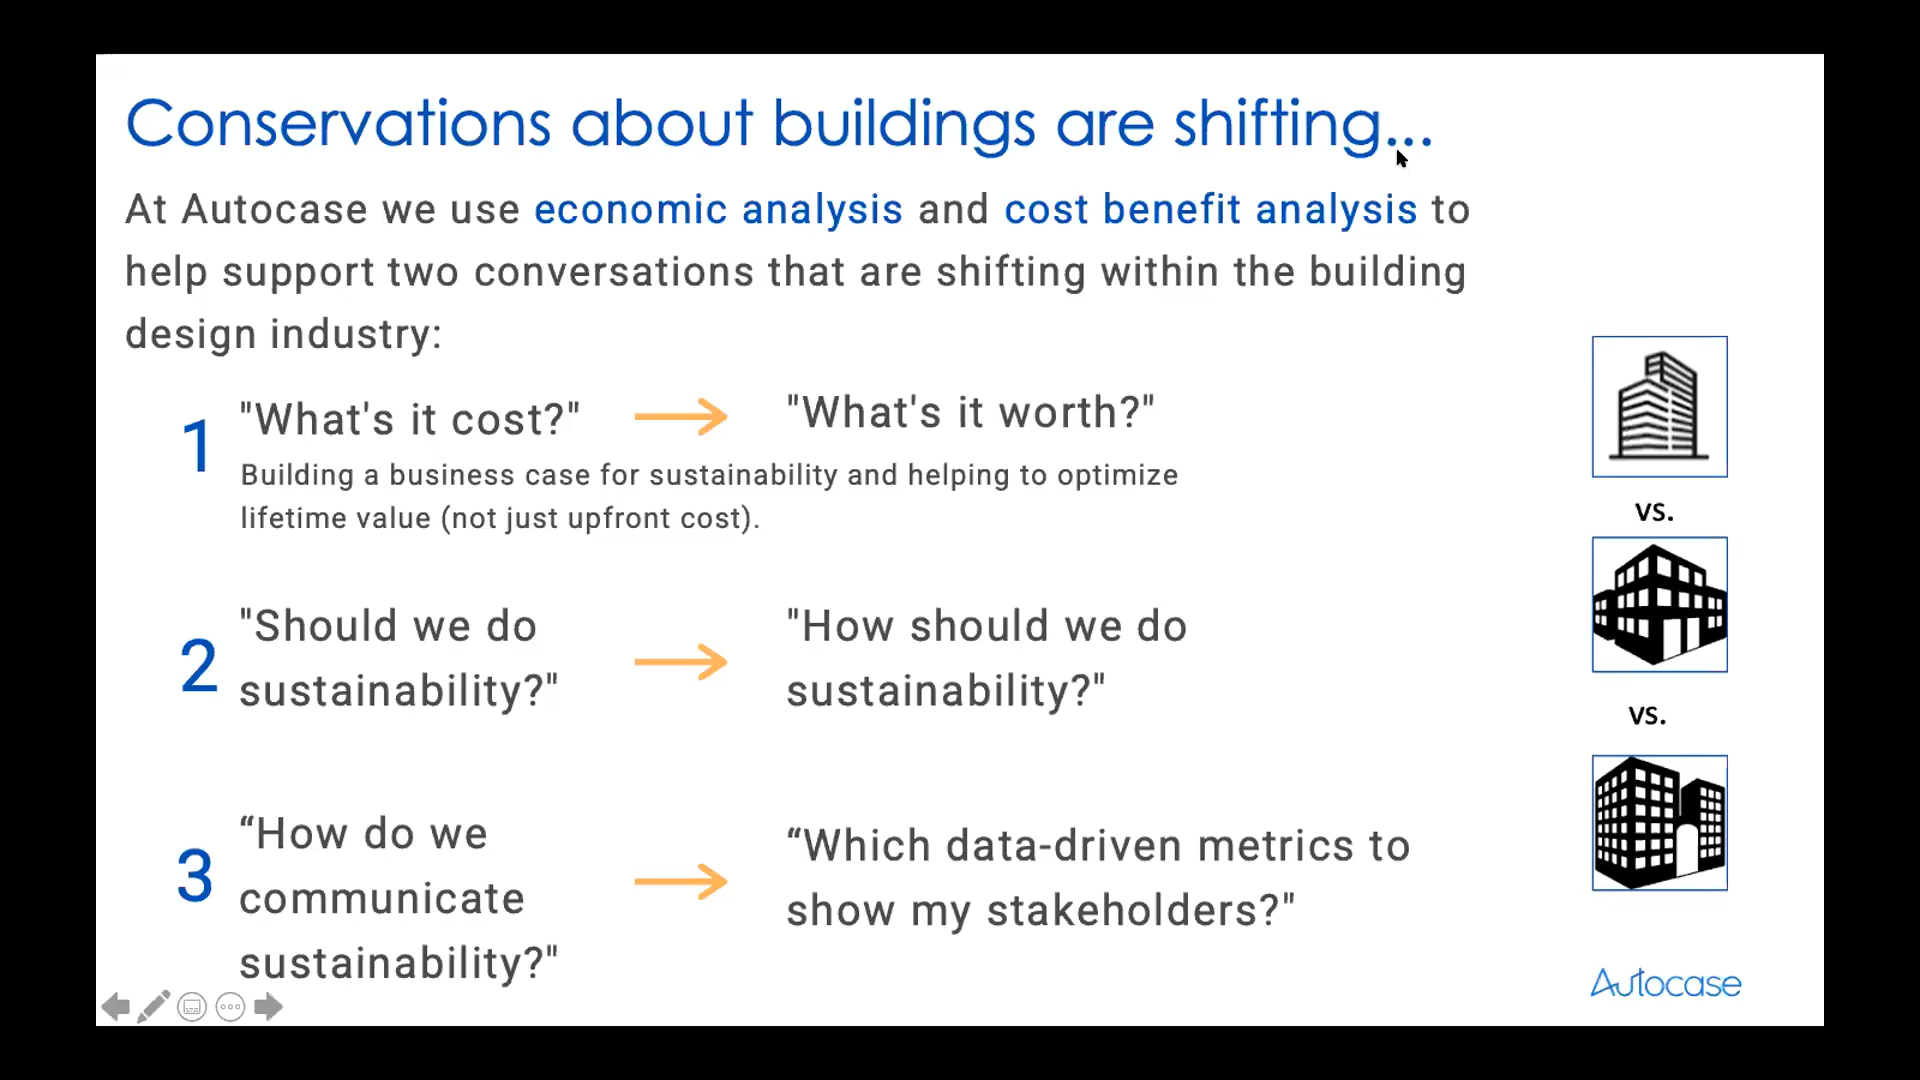 Conservations about buildings are shifting...
At Autocase we use economic analysis and cost benefit analysis to
help support two conversations that are shifting within the building
design industry:
1
"What's it cost?"
"What's it worth?"
Building a business case for sustainability and helping to optimize
lifetime value (not just upfront cost).
2
"Should we do
sustainability?"
"How should we do
sustainability?"
3
“How do we
communicate
sustainability?"
“Which data-driven metrics to
show my stakeholders?"
vs.
vs.
Autocase